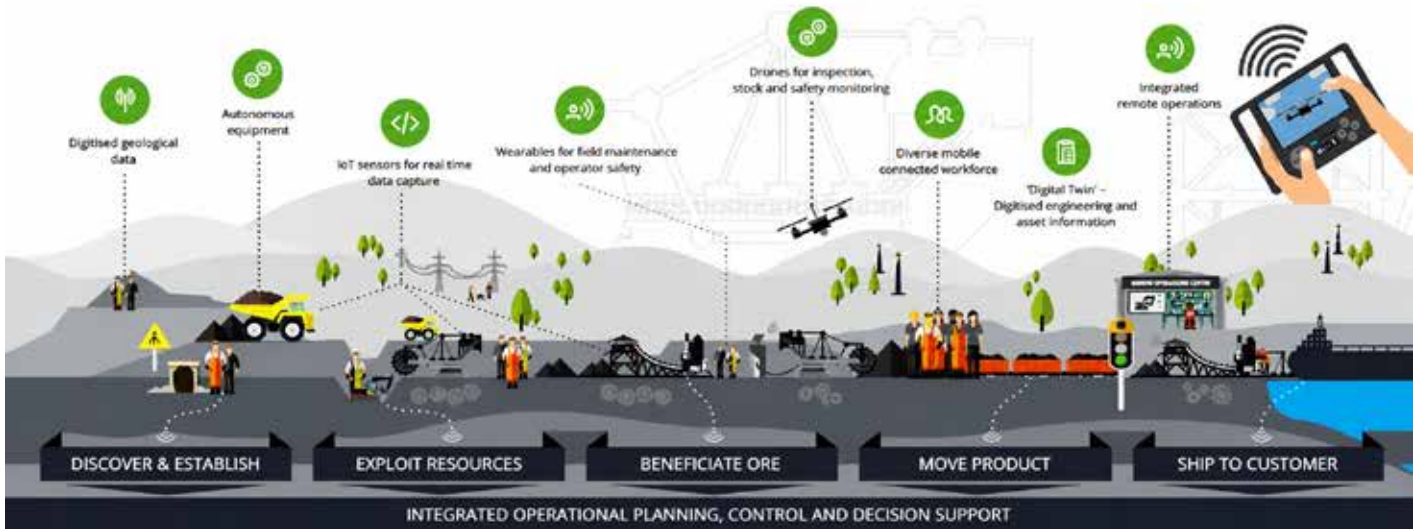 Digitised geological
data
Autonomous
equipment
IoT sensors for real time
data capture
Wearables for field maintenance
and operator safety
Drones for inspection,
stock and safety monitoring
Diverse mobile
connected workforce
'Digital Twin' –
Digitised engineering and
asset information
Integrated
remote operations
REMOTE OPERATIONS CENTRE
DISCOVER & ESTABLISH
EXPLOIT RESOURCES
BENEFICIATE ORE
MOVE PRODUCT
SHIP TO CUSTOMER
INTEGRATED OPERATIONAL PLANNING, CONTROL AND DECISION SUPPORT